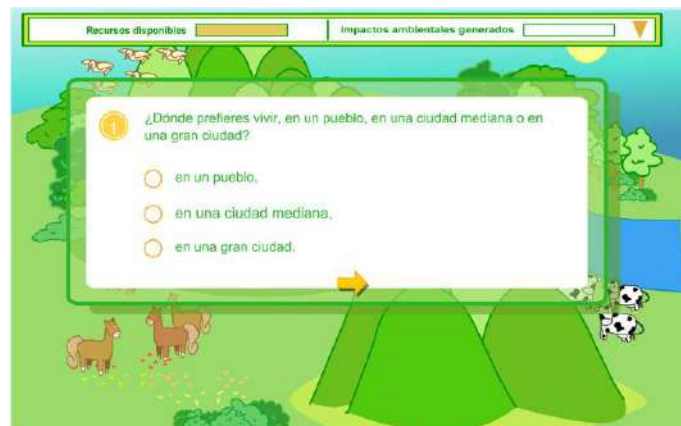 Recursos disponibles
Impactos ambientales generados
1
¿Dónde prefieres vivir, en un pueblo, en una ciudad mediana o en
una gran ciudad?
en un pueblo,
en una ciudad mediana,
en una gran ciudad.